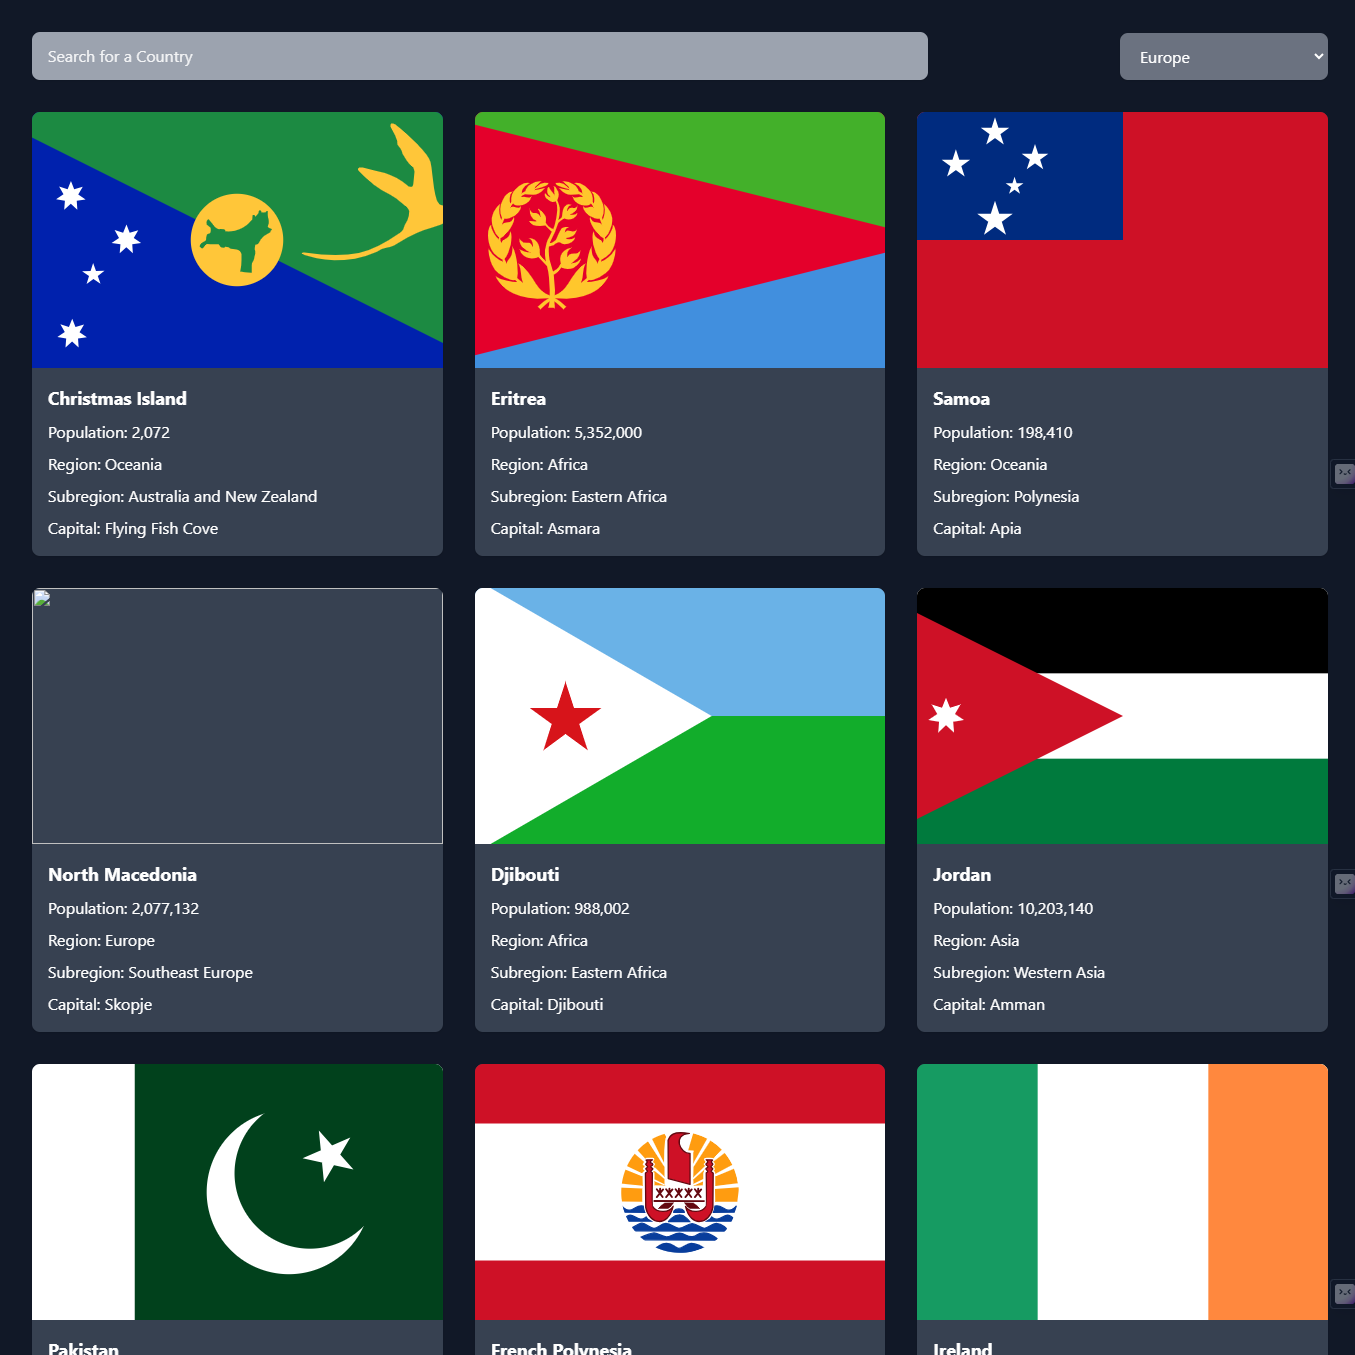 Search for a Country
Europe
Christmas Island
Population: 2,072
Region: Oceania
Subregion: Australia and New Zealand
Capital: Flying Fish Cove
Eritrea
Population: 5,352,000
Region: Africa
Subregion: Eastern Africa
Capital: Asmara
Samoa
Population: 198,410
Region: Oceania
Subregion: Polynesia
Capital: Apia
North Macedonia
Population: 2,077,132
Region: Europe
Subregion: Southeast Europe
Capital: Skopje
Djibouti
Population: 988,002
Region: Africa
Subregion: Eastern Africa
Capital: Djibouti
Jordan
Population: 10,203,140
Region: Asia
Subregion: Western Asia
Capital: Amman
Pakistan
French Polynesia
Ireland